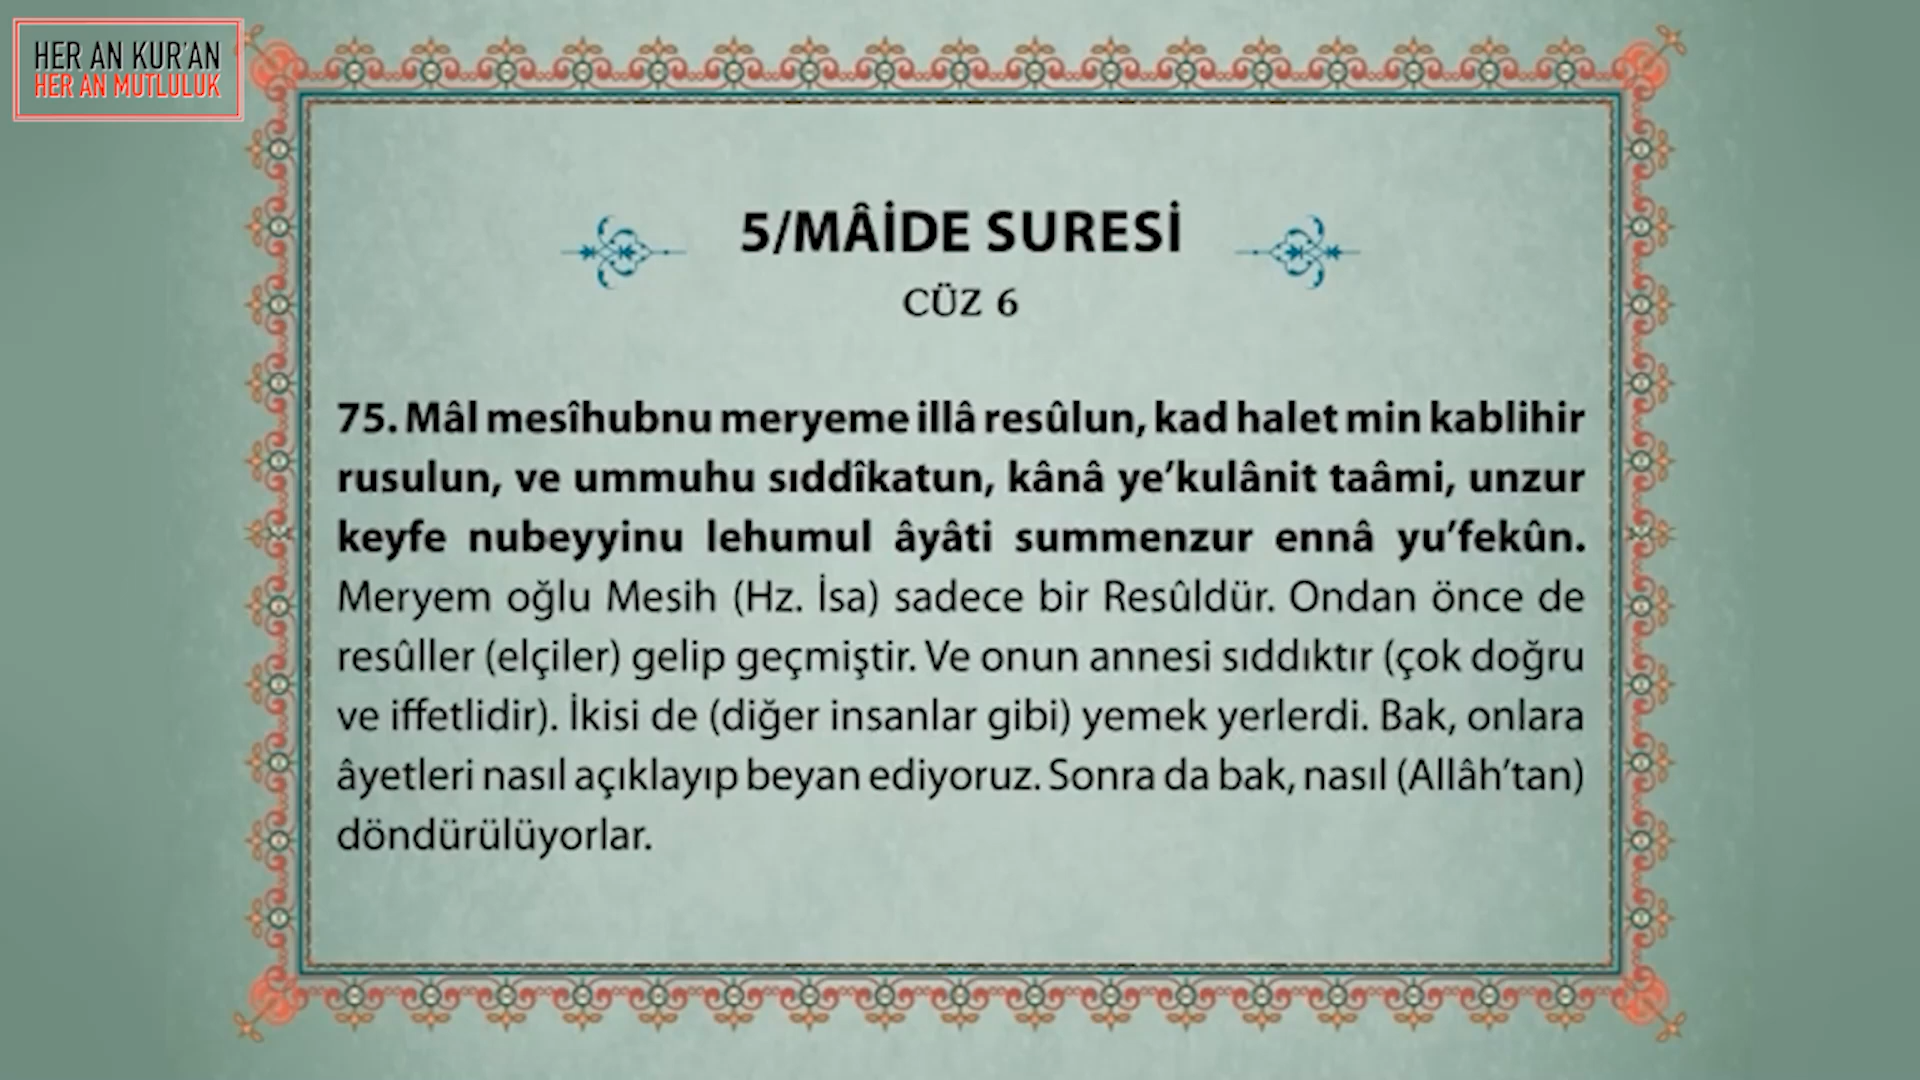 HER AN KUR'AN
HER AN MUTLULUK
5/MÂİDE SURESİ
CÜZ 6
75. Mâl mesîhubnu meryeme illâ resûlun, kad halet min kablihir
rusulun, ve ummuhu sıddîkatun, kânâ ye’kulânit taâmi, unzur
keyfe nubeyyinu lehumul âyâti summenzur ennâ yu’fekûn.
Meryem oğlu Mesih (Hz. İsa) sadece bir Resûldür. Ondan önce de
resûller (elçiler) gelip geçmiştir. Ve onun annesi sıddıktır (çok doğru
ve iffetlidir). İkisi de (diğer insanlar gibi) yemek yerlerdi. Bak, onlara
âyetleri nasıl açıklayıp beyan ediyoruz. Sonra da bak, nasıl (Allâh’tan)
döndürülüyorlar.